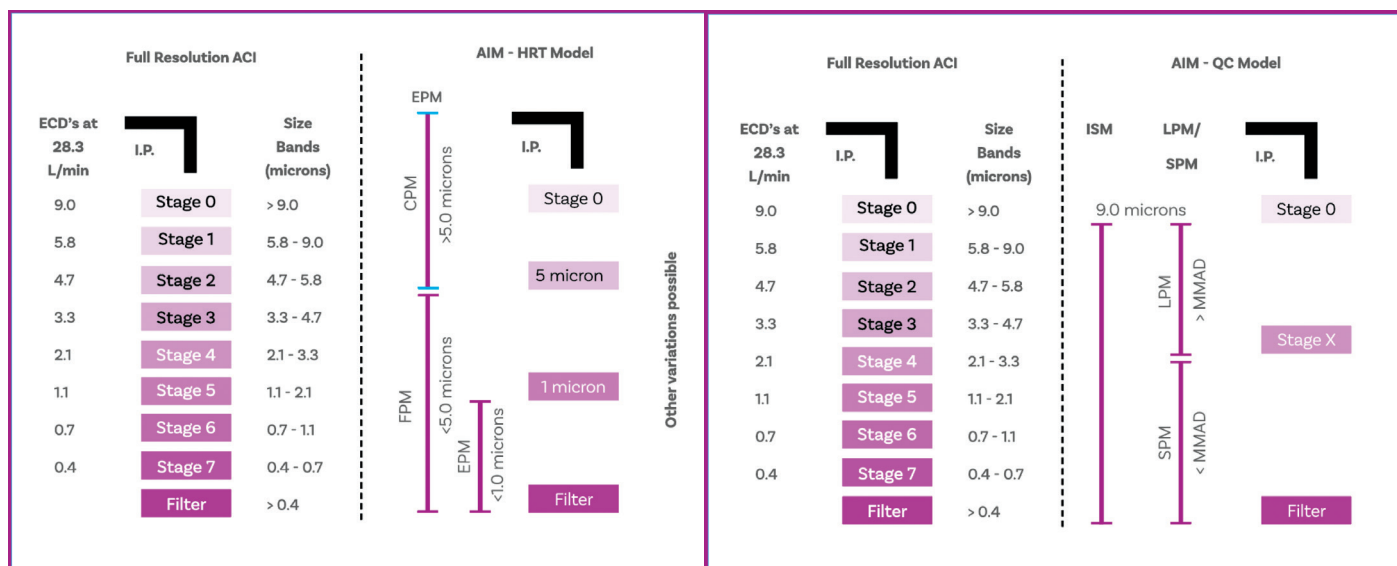 Full Resolution ACI
ECD's at
28.3
L/min
I.P.
Size
Bands
(microns)
9.0
Stage 0
> 9.0
5.8
Stage 1
5.8 - 9.0
4.7
Stage 2
4.7 - 5.8
3.3
Stage 3
3.3 - 4.7
2.1
Stage 4
2.1 - 3.3
1.1
Stage 5
1.1 - 2.1
0.7
Stage 6
0.7 - 1.1
0.4
Stage 7
0.4 - 0.7
Filter
> 0.4
AIM - HRT Model
EPM
I.P.
CPM
>5.0 microns
Stage 0
5 micron
FPM
<5.0 microns
1 micron
EPM
<1.0 microns
Filter
Other variations possible
Full Resolution ACI
ECD's at
28.3
L/min
I.P.
Size
Bands
(microns)
9.0
Stage 0
> 9.0
5.8
Stage 1
5.8 - 9.0
4.7
Stage 2
4.7 - 5.8
3.3
Stage 3
3.3 - 4.7
2.1
Stage 4
2.1 - 3.3
1.1
Stage 5
1.1 - 2.1
0.7
Stage 6
0.7 - 1.1
0.4
Stage 7
0.4 - 0.7
Filter
> 0.4
AIM - QC Model
ISM
LPM/
SPM
I.P.
9.0 microns
Stage 0
LPM
> MMAD
Stage X
SPM
< MMAD
Filter